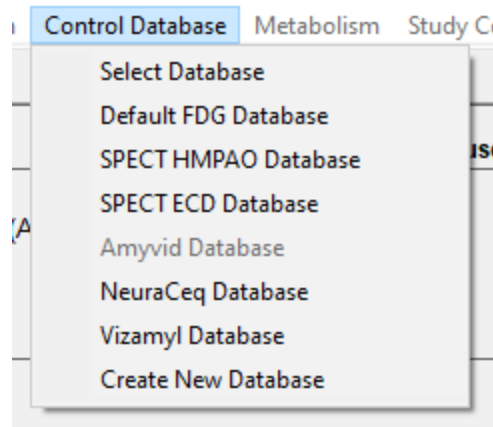 Control Database Metabolism Study
Select Database
Default FDG Database
SPECT HMPAO Database
SPECT ECD Database
Amyvid Database
NeuraCeq Database
Vizamyl Database
Create New Database